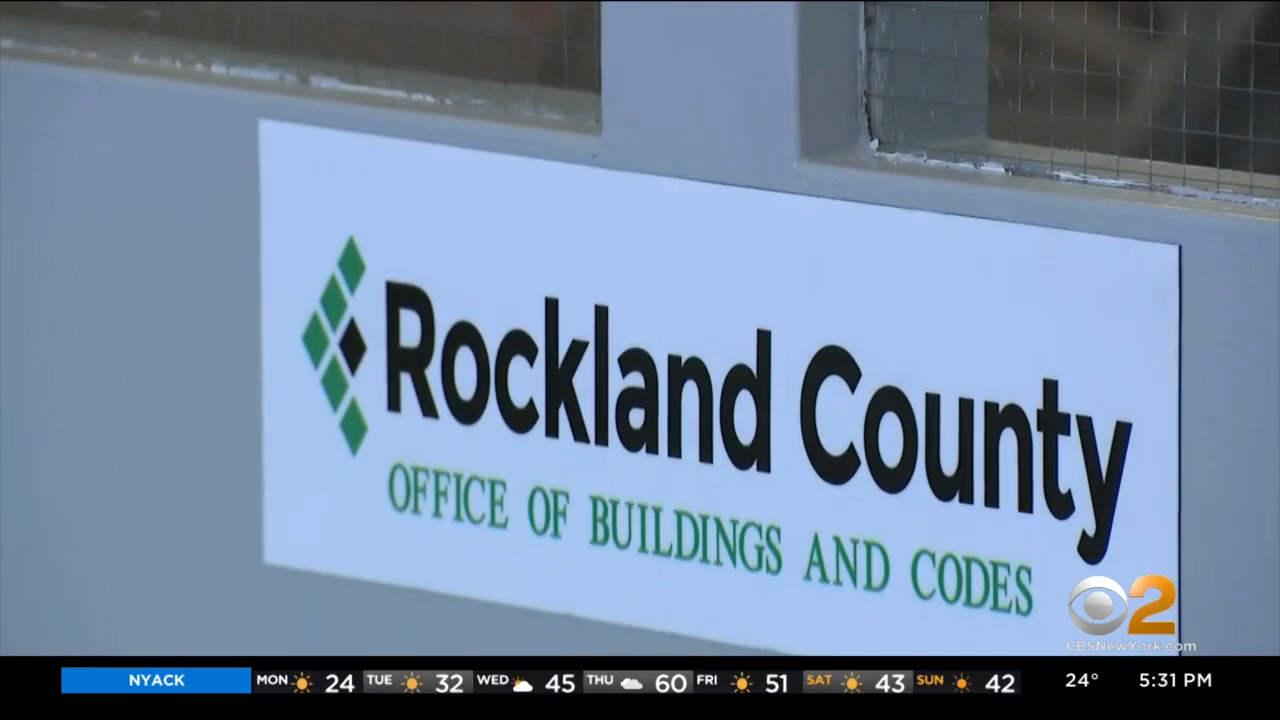 Rockland County
OFFICE OF BUILDINGS AND CODES
2
CBSNewYork.com
NYACK MON 24 TUE 32 WED 45 THU 60 FRI 51 SAT 43 SUN 42 24° 5:31 PM